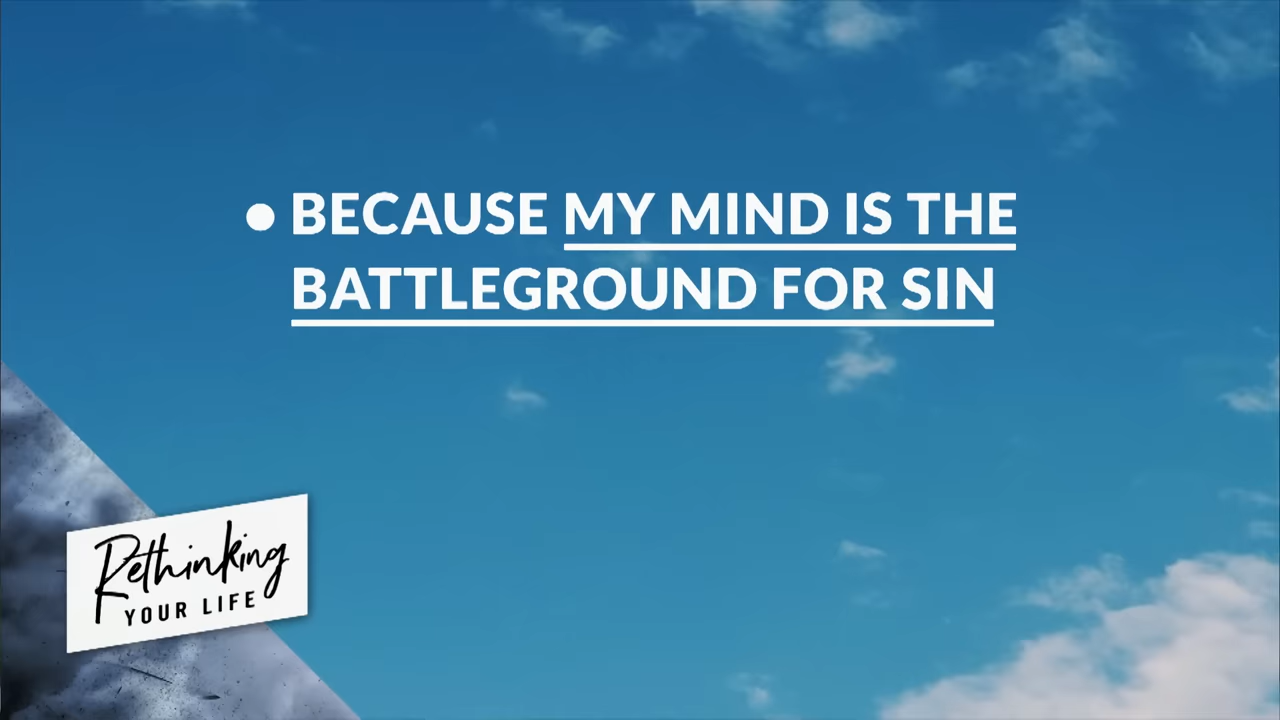 ● BECAUSE MY MIND IS THE
BATTLEGROUND FOR SIN
Rethinking
YOUR LIFE